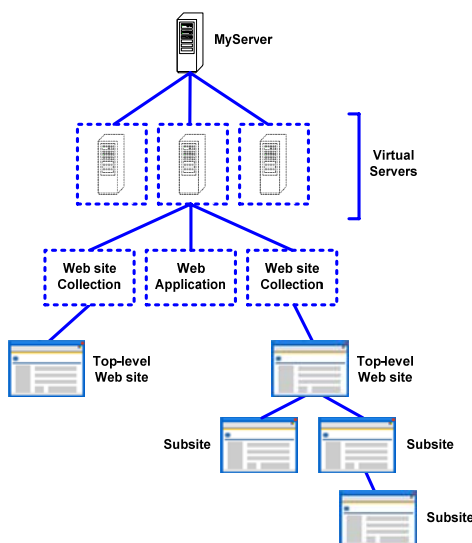 MyServer
Virtual
Servers
Web site
Collection
Web
Application
Web site
Collection
Top-level
Web site
Top-level
Web site
Subsite
Subsite
Subsite